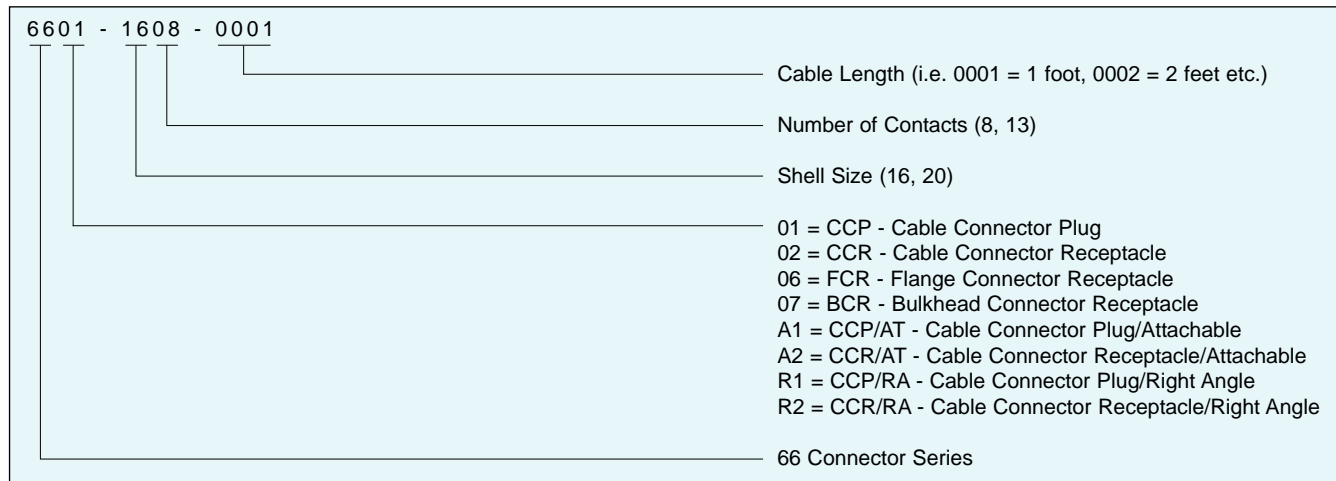 6601 - 1608 - 0001
Cable Length (i.e. 0001 = 1 foot, 0002 = 2 feet etc.)
Number of Contacts (8, 13)
Shell Size (16, 20)
01 = CCP - Cable Connector Plug
02 = CCR - Cable Connector Receptacle
06 = FCR - Flange Connector Receptacle
07 = BCR - Bulkhead Connector Receptacle
A1 = CCP/AT - Cable Connector Plug/Attachable
A2 = CCR/AT - Cable Connector Receptacle/Attachable
R1 = CCP/RA - Cable Connector Plug/Right Angle
R2 = CCR/RA - Cable Connector Receptacle/Right Angle
66 Connector Series